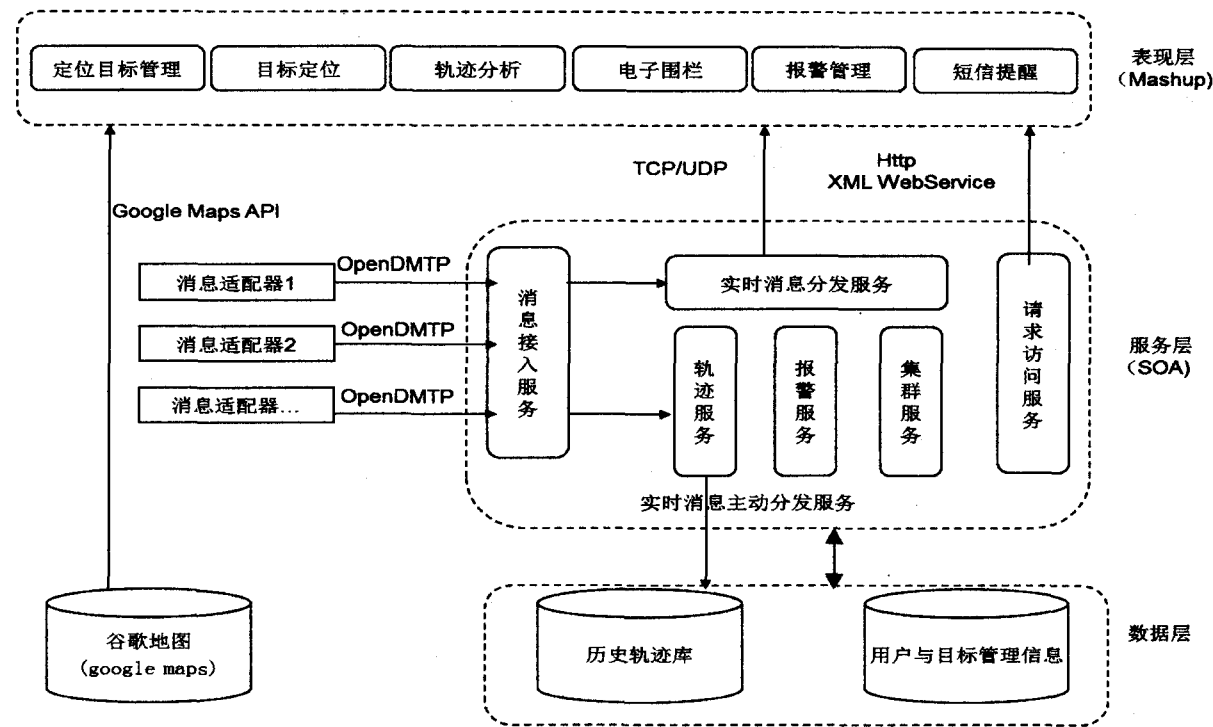 定位目标管理
目标定位
轨迹分析
电子围栏
报警管理
短信提醒
表现层
（Mashup）
TCP/UDP
Http
XML WebService
Google Maps API
消息适配器1
OpenDMTP
消息适配器2
OpenDMTP
消息适配器...
OpenDMTP
消息接入服务
实时消息分发服务
轨迹服务
报警服务
集群服务
请求访问服务
服务层
（SOA）
实时消息主动分发服务
谷歌地图
(google maps)
历史轨迹库
用户与目标管理信息
数据层